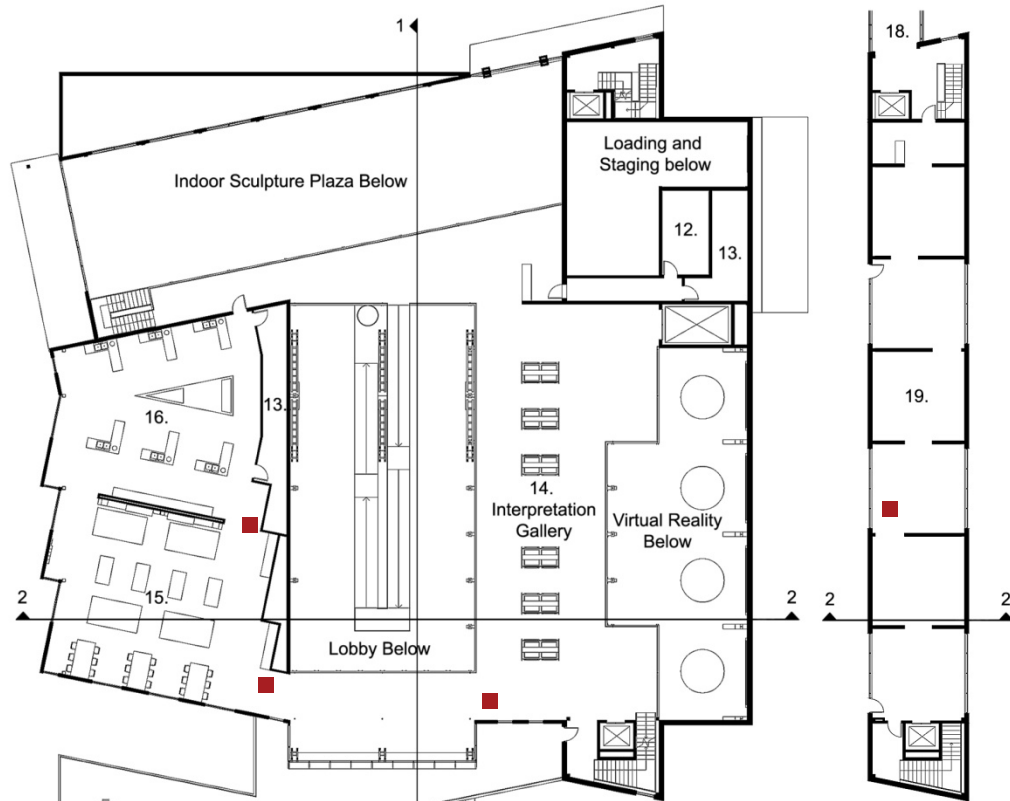 1
18.
Loading and
Staging below
Indoor Sculpture Plaza Below
12.
13.
13.
16.
19.
14.
Interpretation
Gallery
Virtual Reality
Below
15.
2
2
2
2
Lobby Below